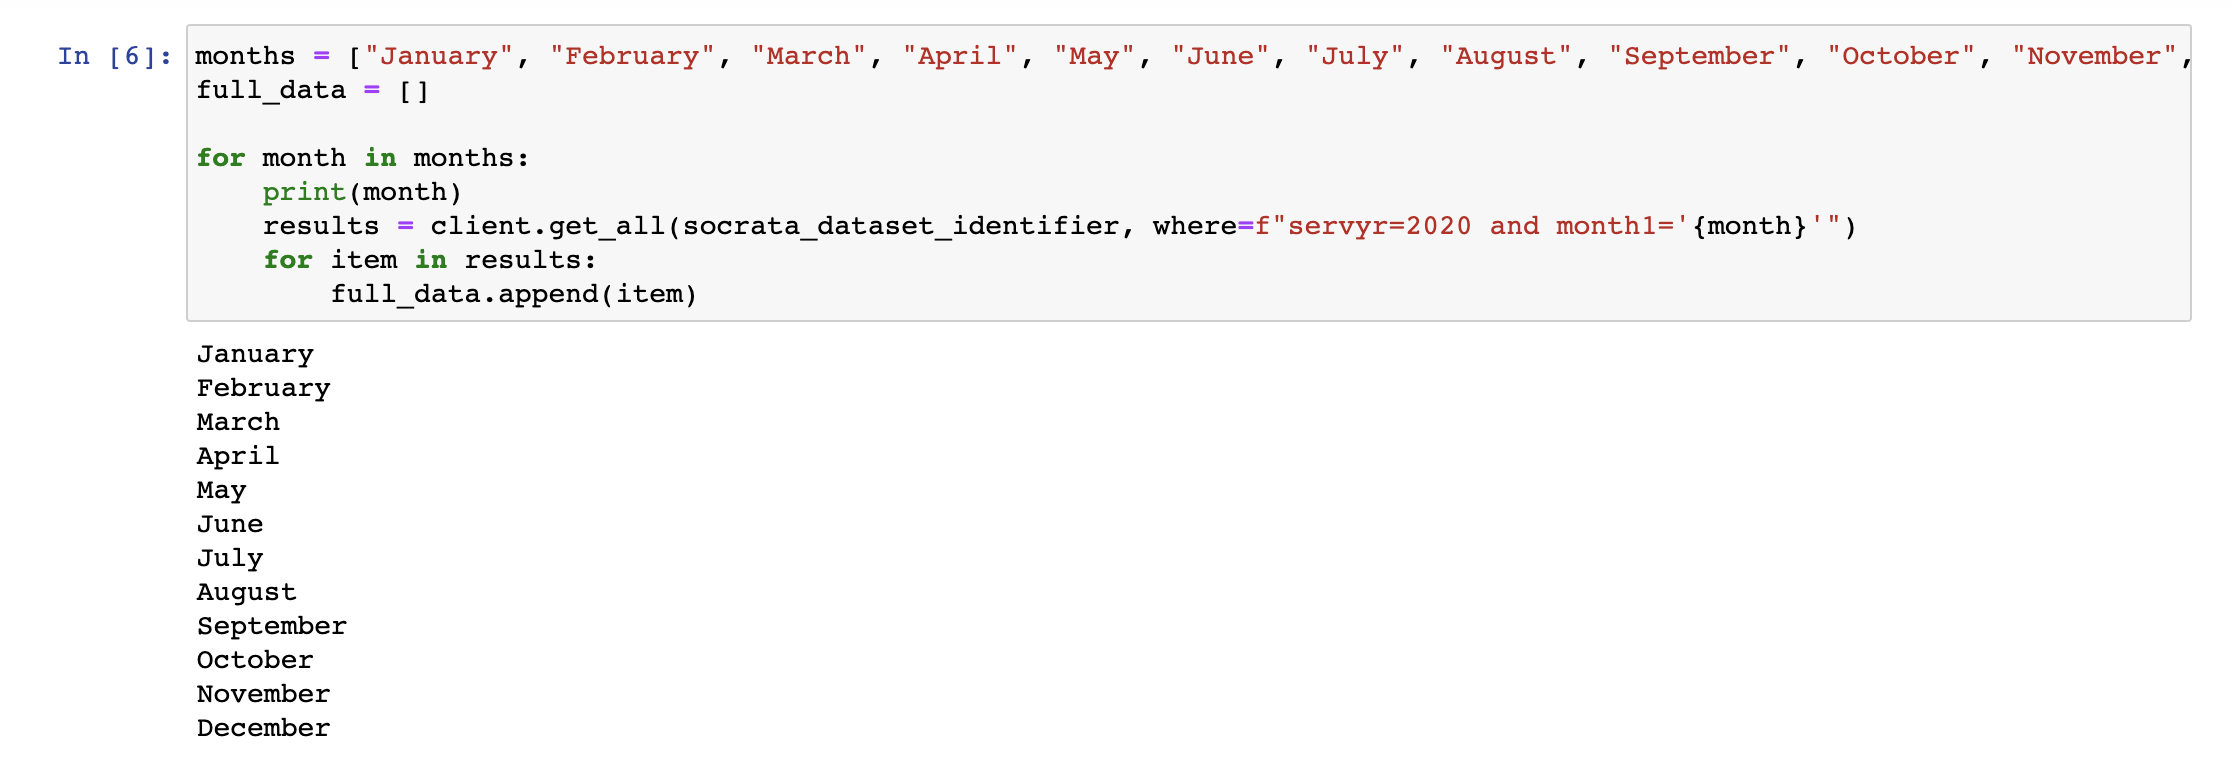 In [6]: months = ["January", "February", "March", "April", "May", "June", "July", "August", "September", "October", "November",
full_data = []
for month in months:
    print(month)
    results = client.get_all(socrata_dataset_identifier, where=f"servyr=2020 and month1='{month}'")
    for item in results:
        full_data.append(item)
January
February
March
April
May
June
July
August
September
October
November
December